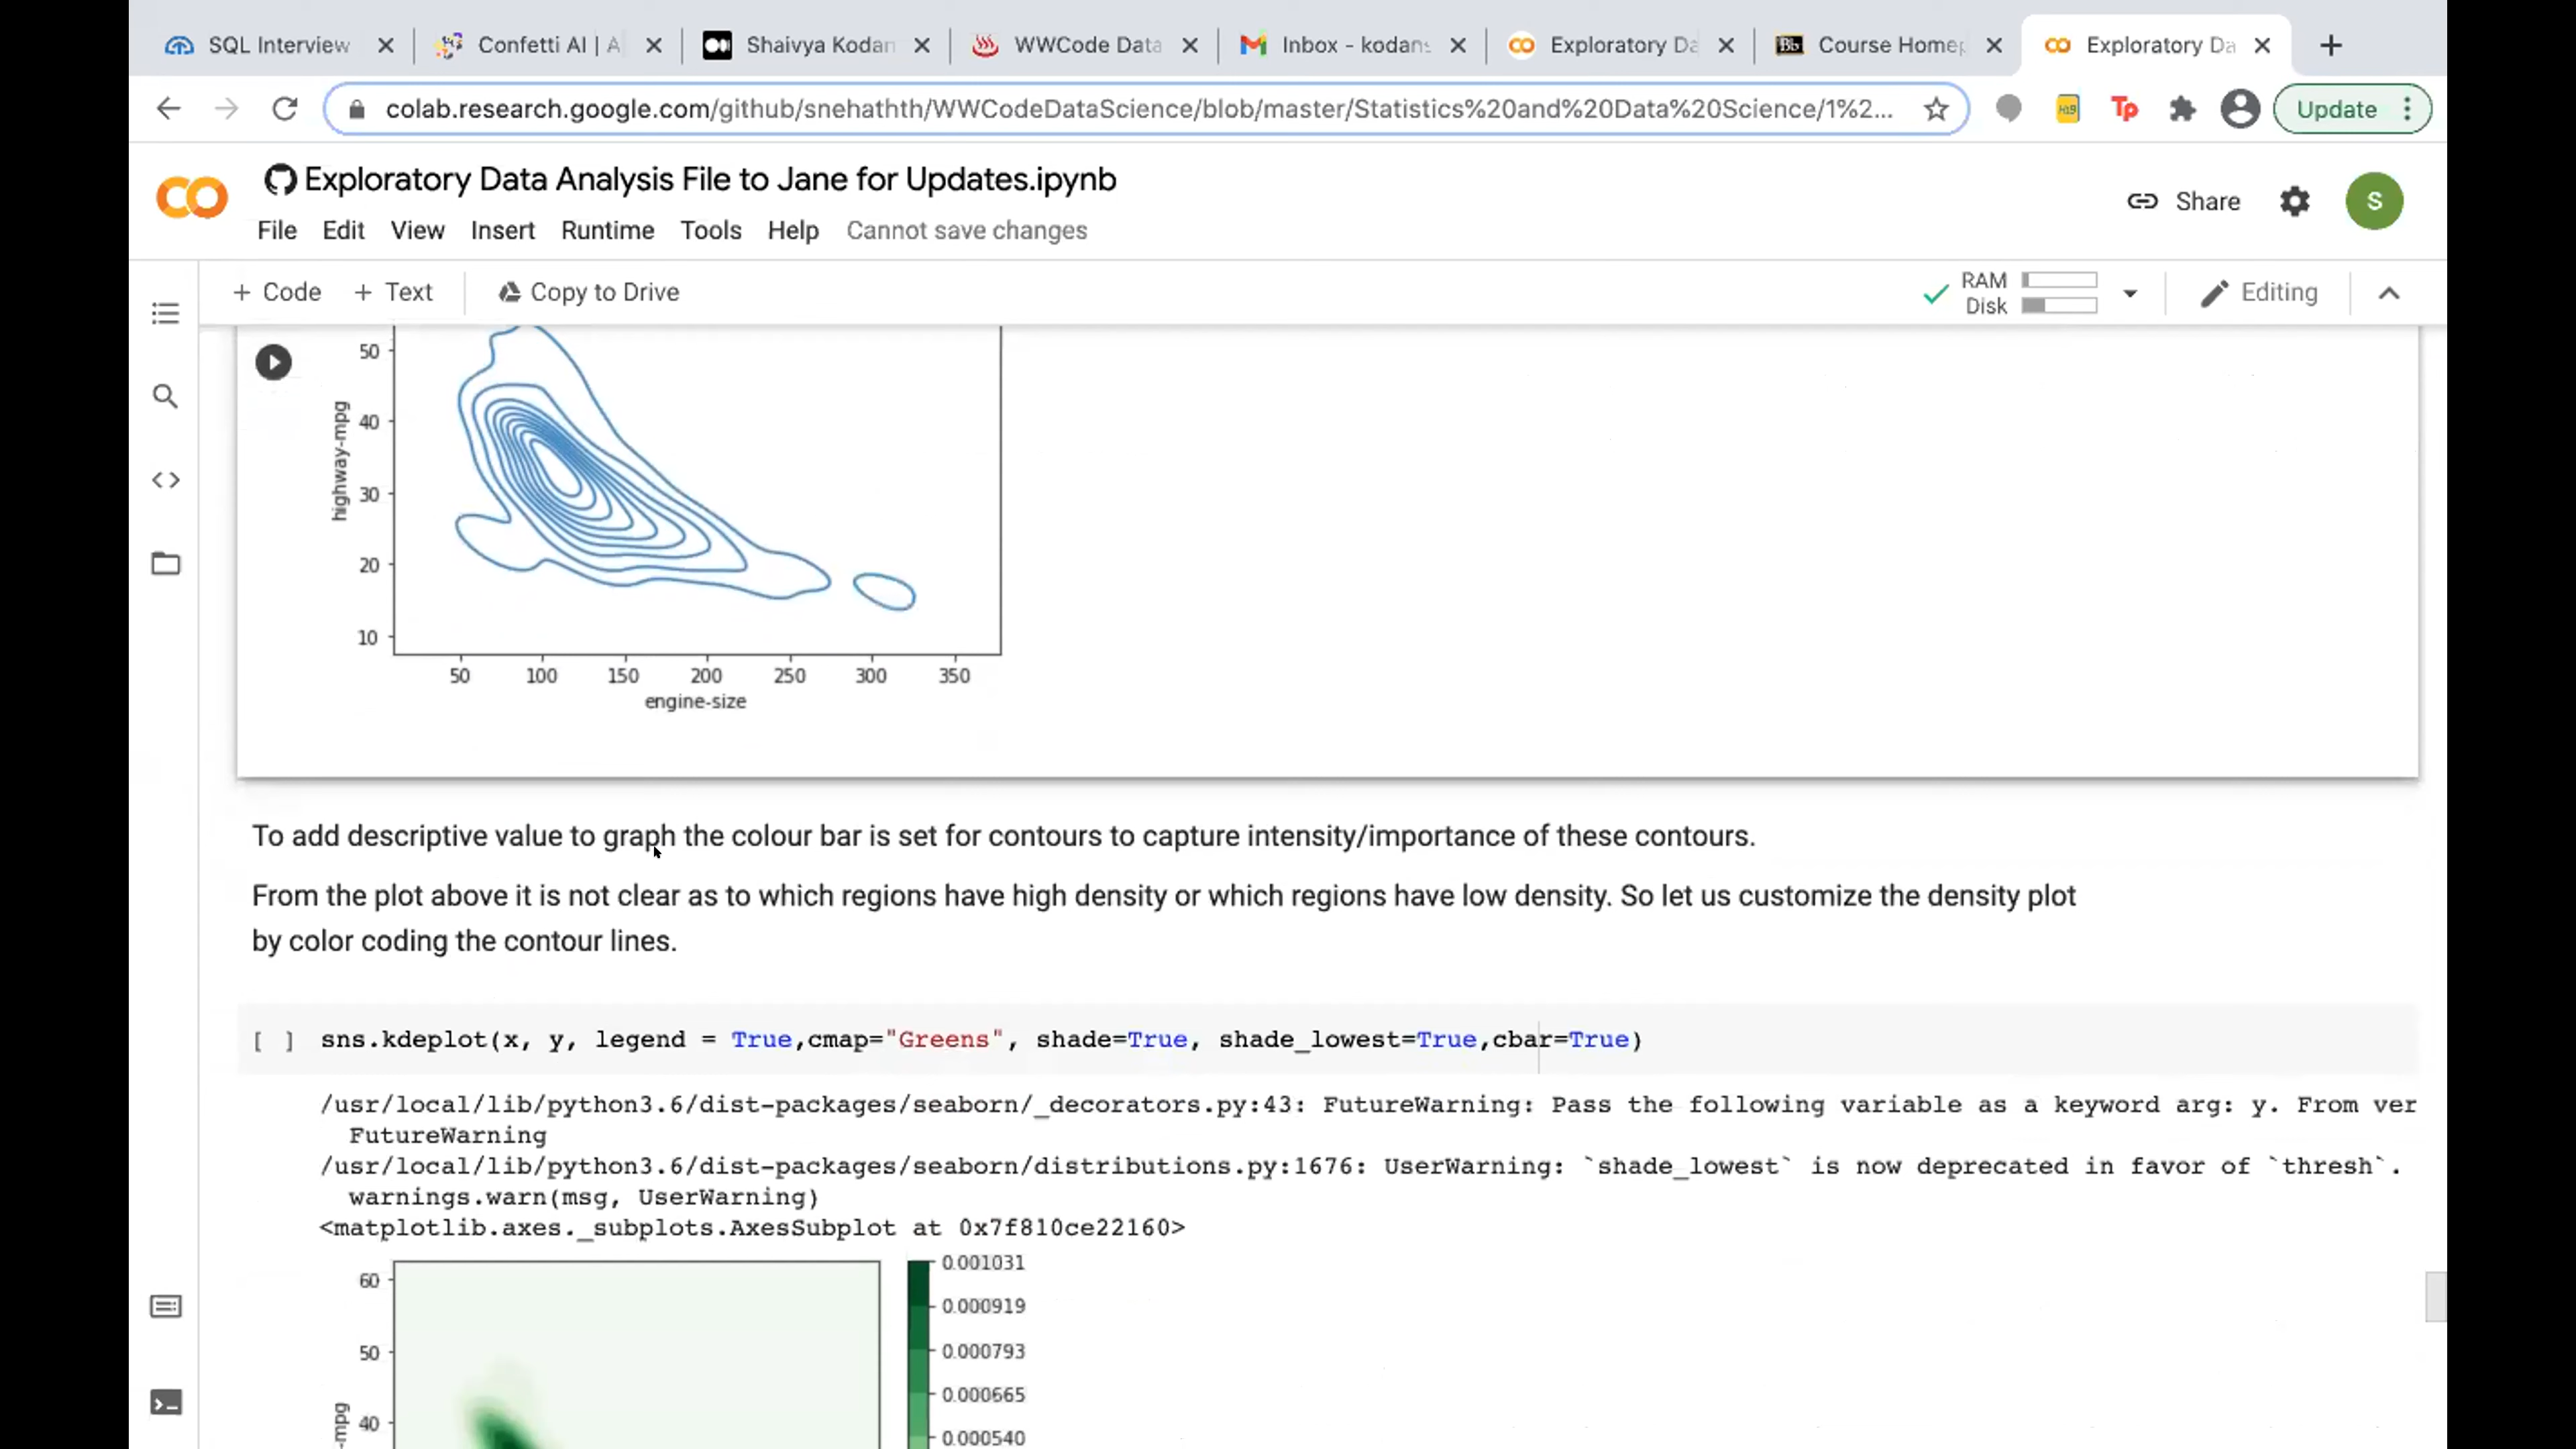 SQL Interview
Confetti AI | A
Shaivya Kodan
WWCode Data
Inbox - kodans
Exploratory Da
Course Homep
Exploratory Da
colab.research.google.com/github/snehathth/WWCodeDataScience/blob/master/Statistics%20and%20Data%20Science/1%2...
Update
Exploratory Data Analysis File to Jane for Updates.ipynb
Share
S
File Edit View Insert Runtime Tools Help Cannot save changes
+ Code + Text Copy to Drive
RAM
Disk
Editing
50
40
30
20
10
highway-mpg
50 100 150 200 250 300 350
engine-size
To add descriptive value to graph the colour bar is set for contours to capture intensity/importance of these contours.
From the plot above it is not clear as to which regions have high density or which regions have low density. So let us customize the density plot
by color coding the contour lines.
[ ] sns.kdeplot(x, y, legend = True,cmap="Greens", shade=True, shade_lowest=True,cbar=True)
/usr/local/lib/python3.6/dist-packages/seaborn/_decorators.py:43: FutureWarning: Pass the following variable as a keyword arg: y. From ver
FutureWarning
/usr/local/lib/python3.6/dist-packages/seaborn/distributions.py:1676: UserWarning: `shade_lowest` is now deprecated in favor of `thresh`.
warnings.warn(msg, UserWarning)
<matplotlib.axes._subplots.AxesSubplot at 0x7f810ce22160>
60
50
40
-mpg
0.001031
0.000919
0.000793
0.000665
0.000540